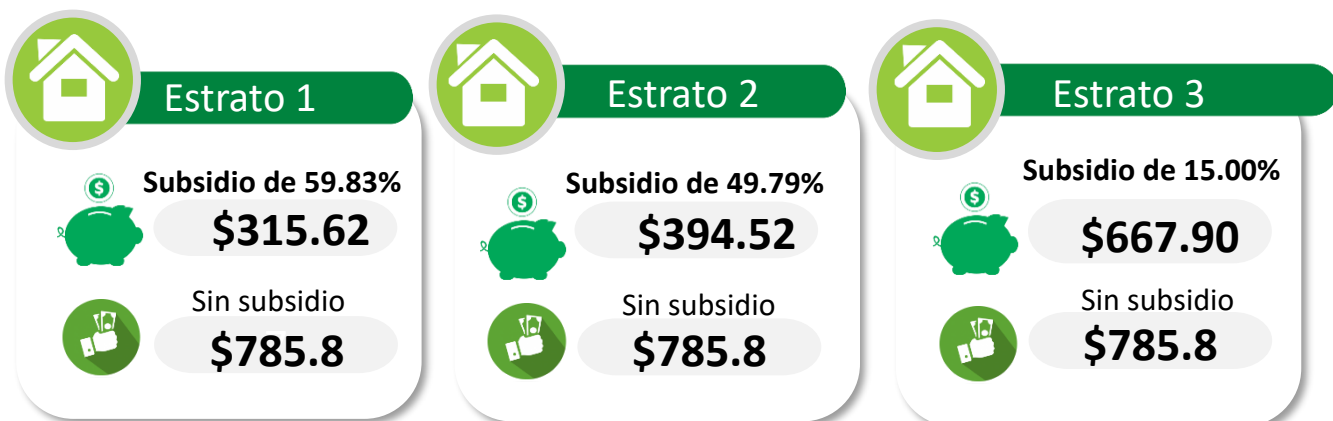 Estrato 1
Subsidio de 59.83%
$
$315.62
Sin subsidio
$785.8
Estrato 2
Subsidio de 49.79%
$
$394.52
Sin subsidio
$785.8
Estrato 3
Subsidio de 15.00%
$
$667.90
Sin subsidio
$785.8